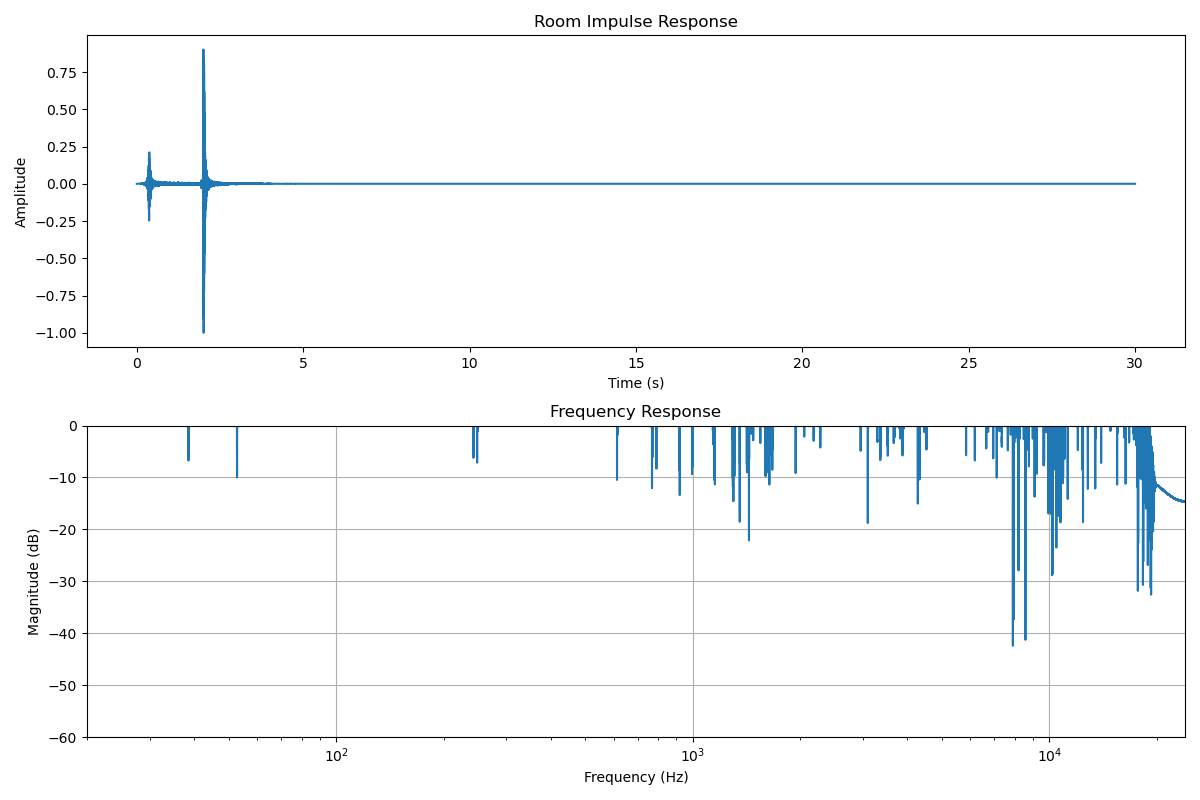 Room Impulse Response
0.75
0.50
0.25
0.00
−0.25
−0.50
−0.75
−1.00
Amplitude
0 5 10 15 20 25 30
Time (s)
Frequency Response
0
−10
−20
−30
−40
−50
−60
Magnitude (dB)
10² 10³ 10⁴
Frequency (Hz)